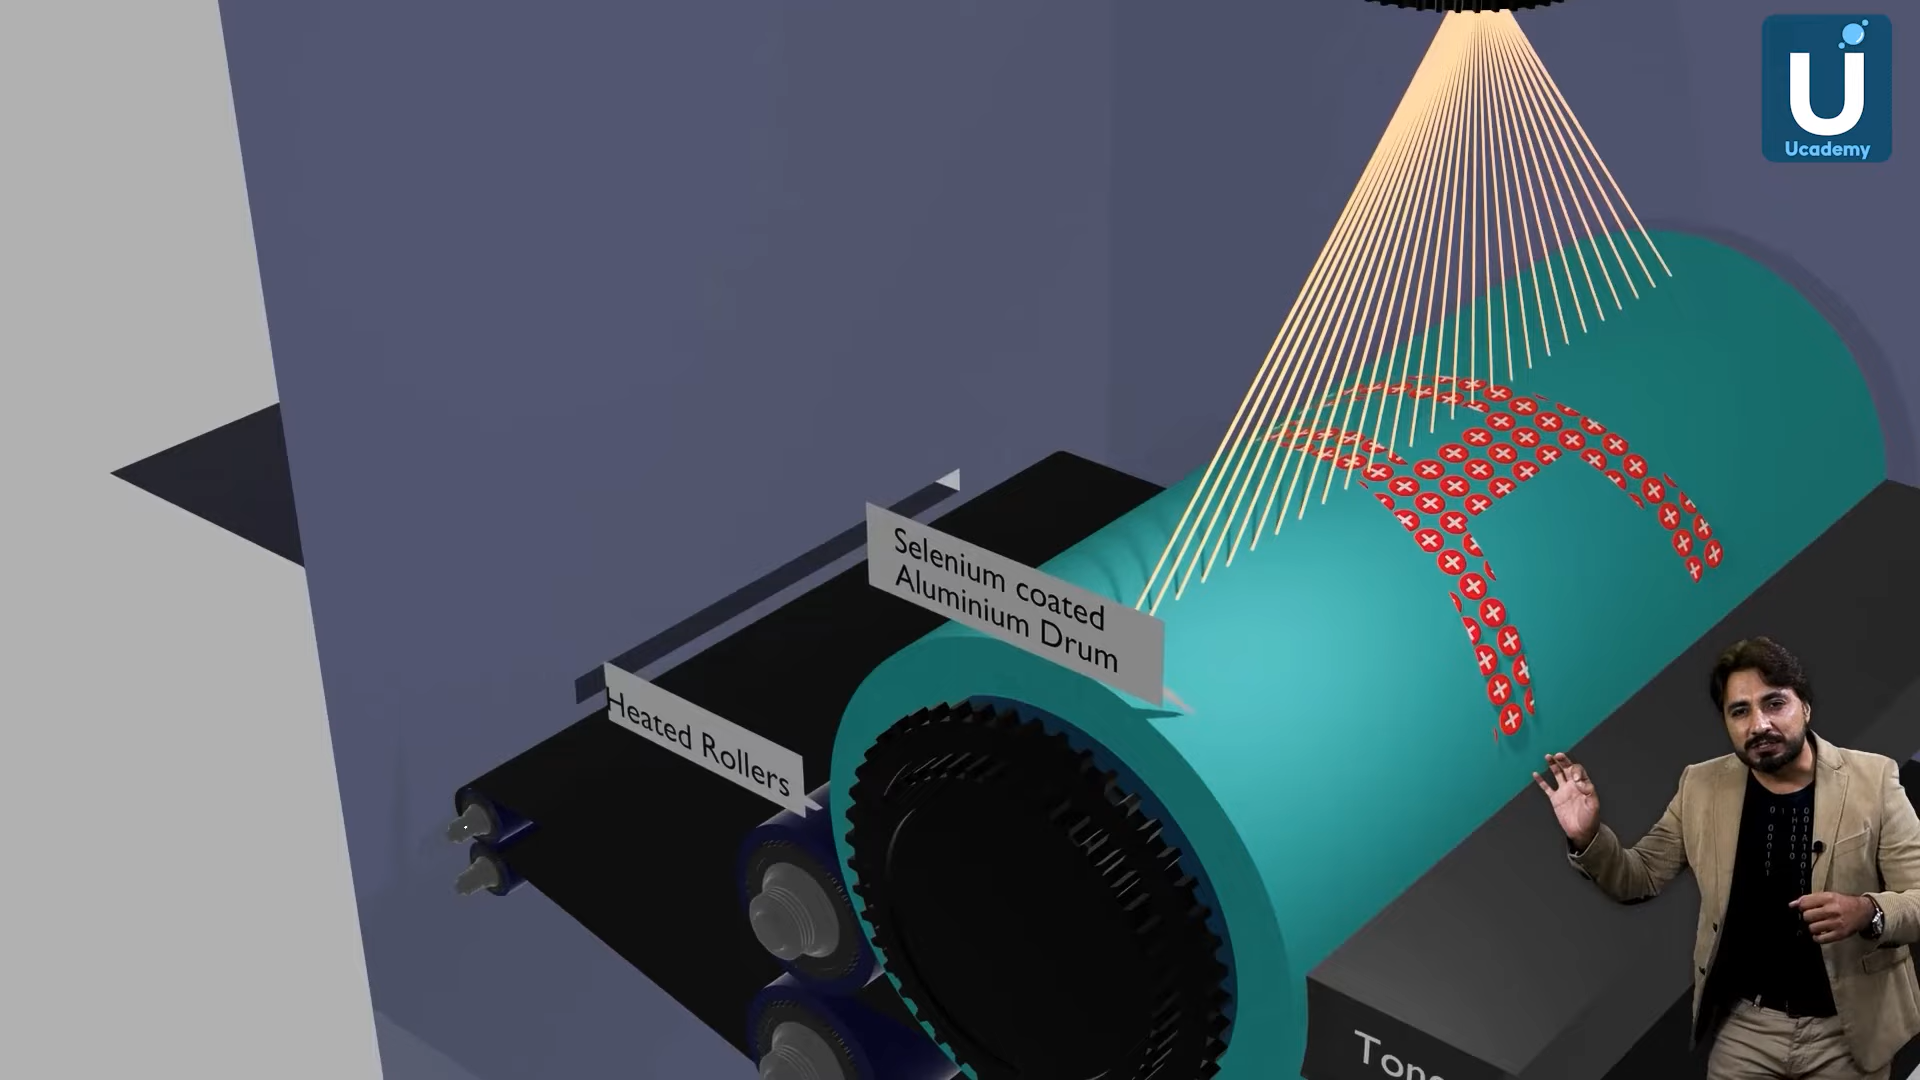 U
Ucademy
Selenium coated
Aluminium Drum
Heated Rollers